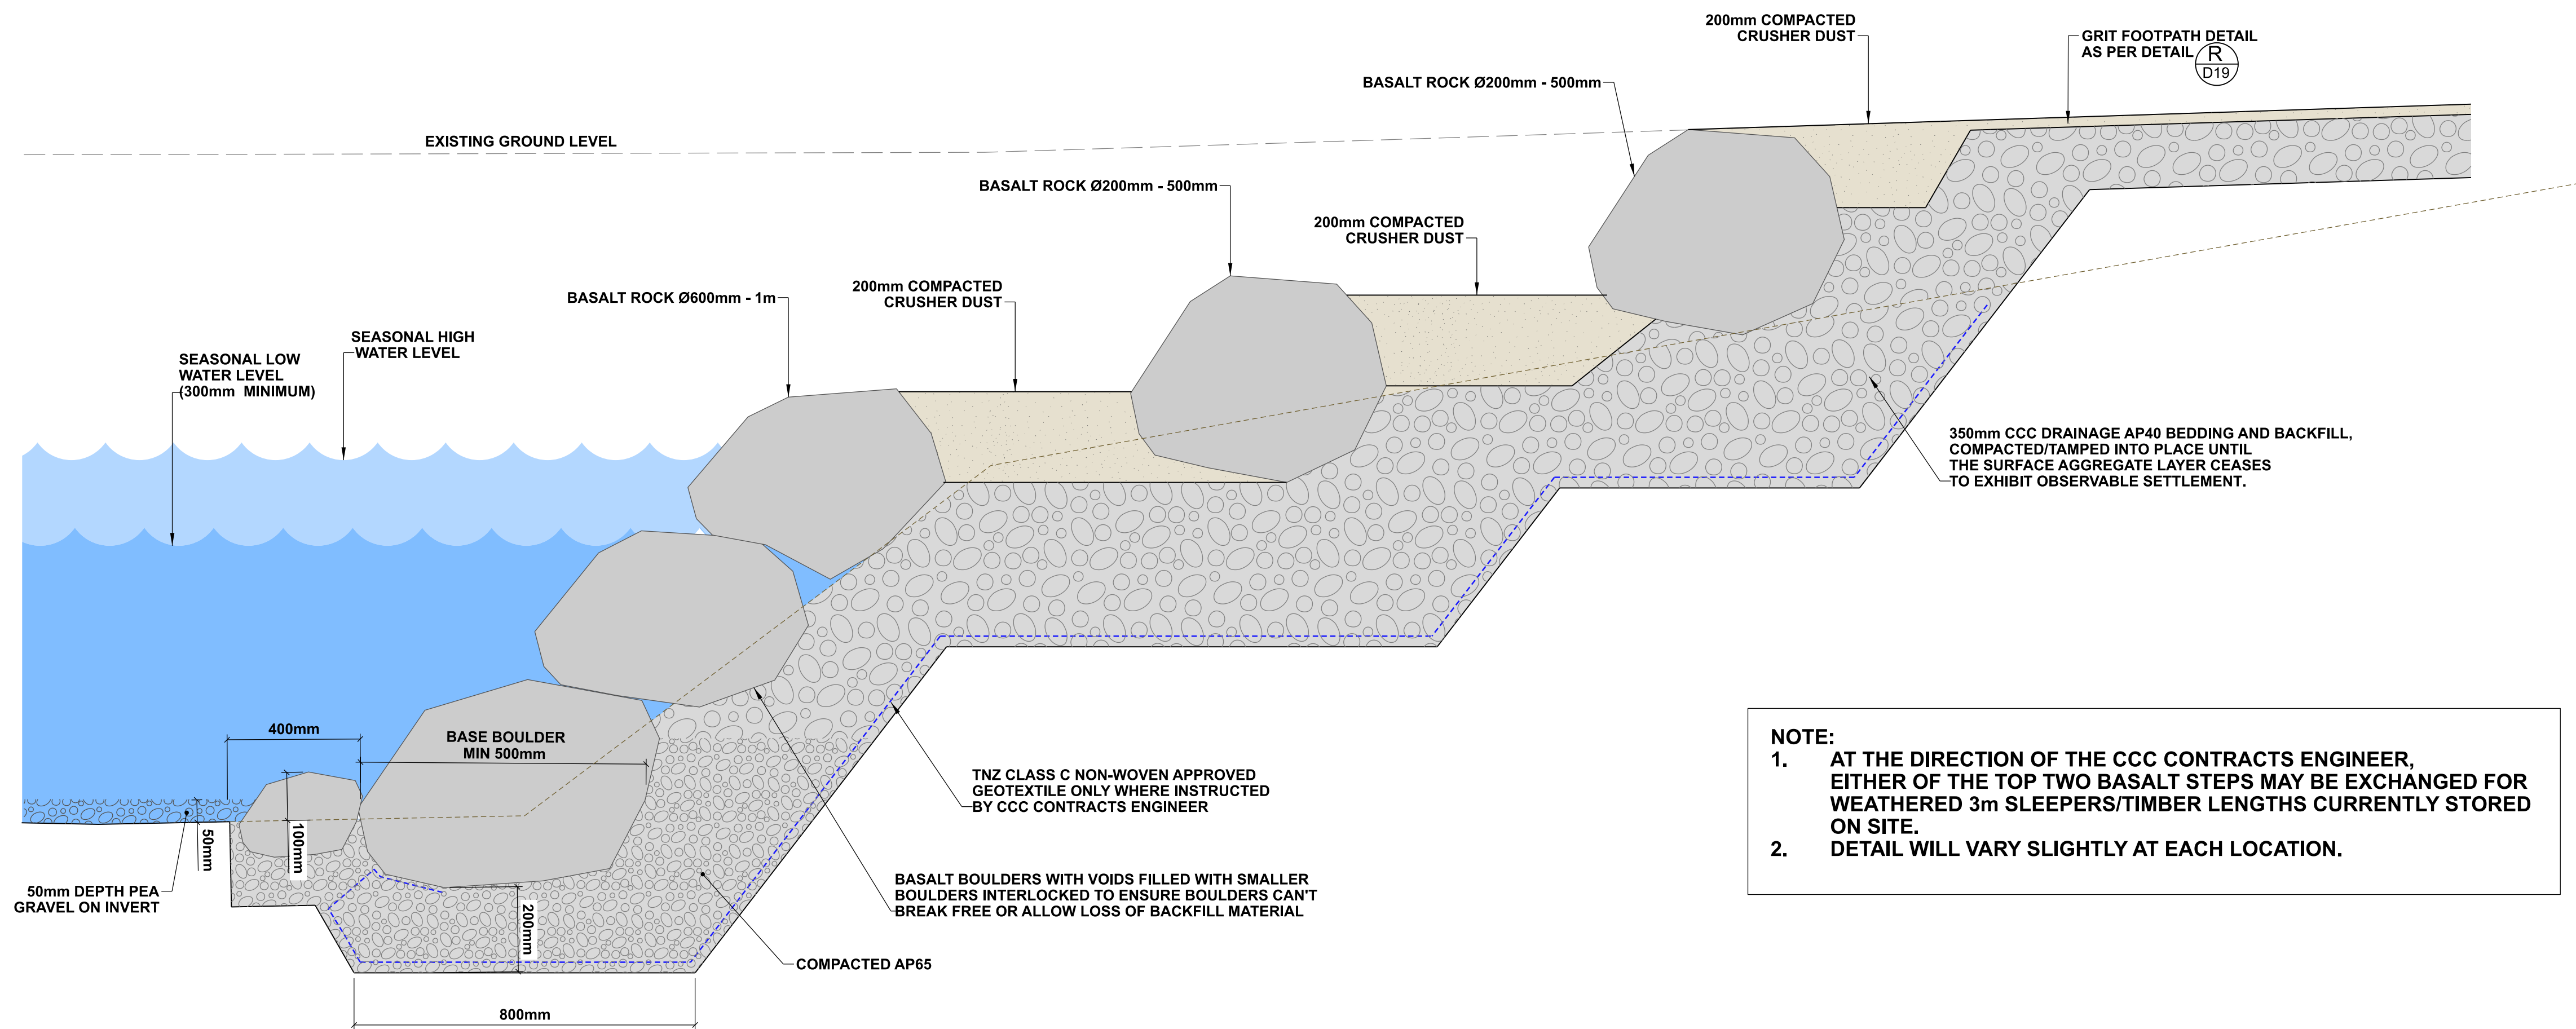 200mm COMPACTED
CRUSHER DUST
GRIT FOOTPATH DETAIL
AS PER DETAIL
R
D19
BASALT ROCK Ø200mm - 500mm
EXISTING GROUND LEVEL
BASALT ROCK Ø200mm - 500mm
200mm COMPACTED
CRUSHER DUST
200mm COMPACTED
CRUSHER DUST
BASALT ROCK Ø600mm - 1m
SEASONAL HIGH
WATER LEVEL
SEASONAL LOW
WATER LEVEL
(300mm MINIMUM)
350mm CCC DRAINAGE AP40 BEDDING AND BACKFILL,
COMPACTED/TAMPED INTO PLACE UNTIL
THE SURFACE AGGREGATE LAYER CEASES
TO EXHIBIT OBSERVABLE SETTLEMENT.
400mm
BASE BOULDER
MIN 500mm
100mm
50mm
200mm
50mm DEPTH PEA
GRAVEL ON INVERT
TNZ CLASS C NON-WOVEN APPROVED
GEOTEXTILE ONLY WHERE INSTRUCTED
BY CCC CONTRACTS ENGINEER
BASALT BOULDERS WITH VOIDS FILLED WITH SMALLER
BOULDERS INTERLOCKED TO ENSURE BOULDERS CAN'T
BREAK FREE OR ALLOW LOSS OF BACKFILL MATERIAL
COMPACTED AP65
800mm
NOTE:
1. AT THE DIRECTION OF THE CCC CONTRACTS ENGINEER,
EITHER OF THE TOP TWO BASALT STEPS MAY BE EXCHANGED FOR
WEATHERED 3m SLEEPERS/TIMBER LENGTHS CURRENTLY STORED
ON SITE.
2. DETAIL WILL VARY SLIGHTLY AT EACH LOCATION.